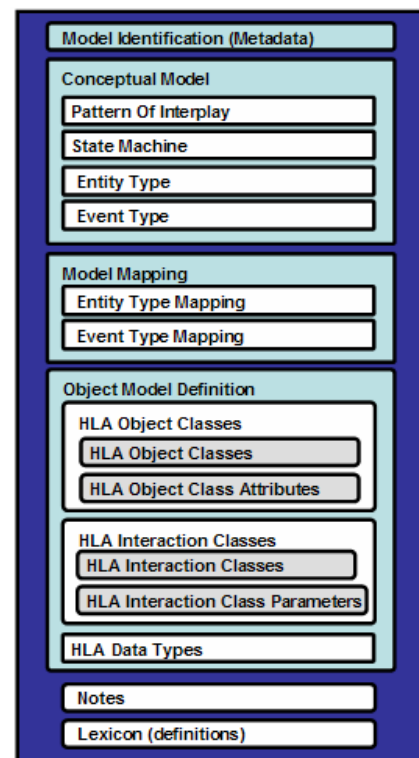 Model Identification (Metadata)
Conceptual Model
Pattern Of Interplay
State Machine
Entity Type
Event Type
Model Mapping
Entity Type Mapping
Event Type Mapping
Object Model Definition
HLA Object Classes
HLA Object Classes
HLA Object Class Attributes
HLA Interaction Classes
HLA Interaction Classes
HLA Interaction Class Parameters
HLA Data Types
Notes
Lexicon (definitions)